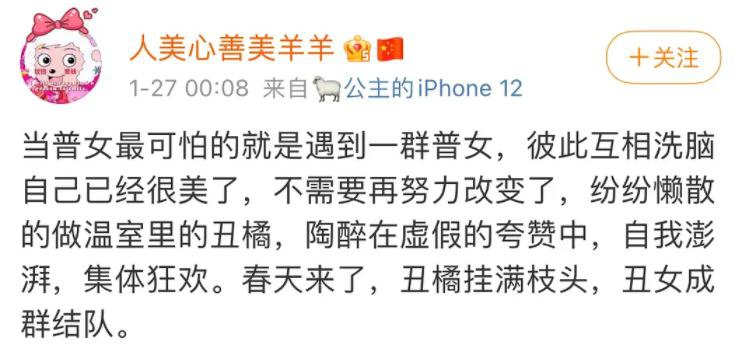 人美心善美羊羊
+关注
1-27 00:08 来自🐑公主的iPhone 12
当普女最可怕的就是遇到一群普女，彼此互相洗脑
自己已经很美了，不需要再努力改变了，纷纷懒散
的做温室里的丑橘，陶醉在虚假的夸赞中，自我澎
湃，集体狂欢。春天来了，丑橘挂满枝头，丑女成
群结队。